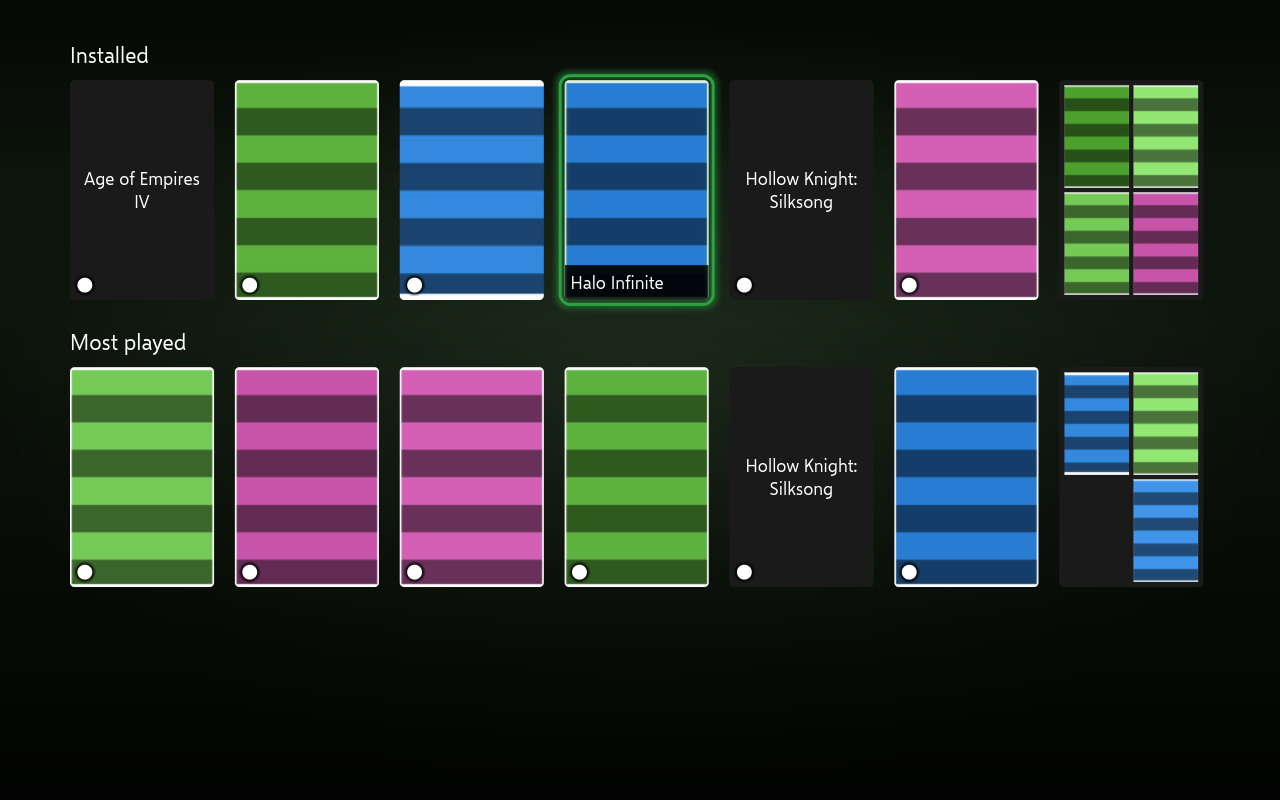 Installed
Age of Empires
IV
Halo Infinite
Hollow Knight:
Silksong
Most played
Hollow Knight:
Silksong